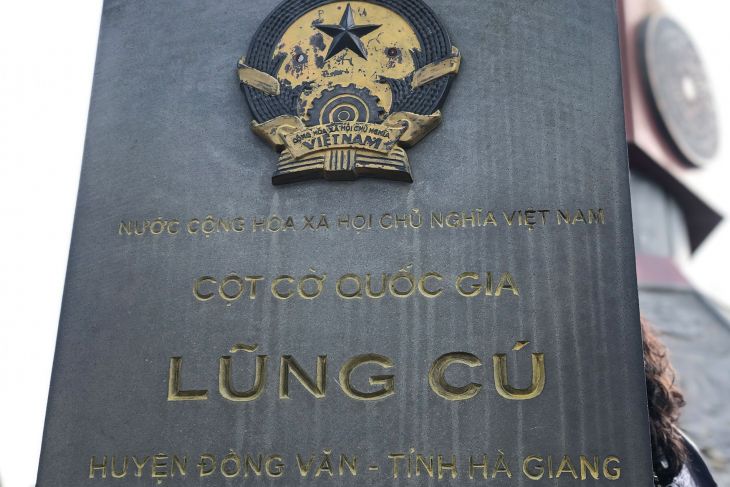 CỘNG HÒA XÃ HỘI CHỦ NGHĨA
VIỆT NAM
NƯỚC CỘNG HÒA XÃ HỘI CHỦ NGHĨA VIỆT NAM
CỘT CỜ QUỐC GIA
LŨNG CÚ
HUYỆN ĐỒNG VĂN - TỈNH HÀ GIANG